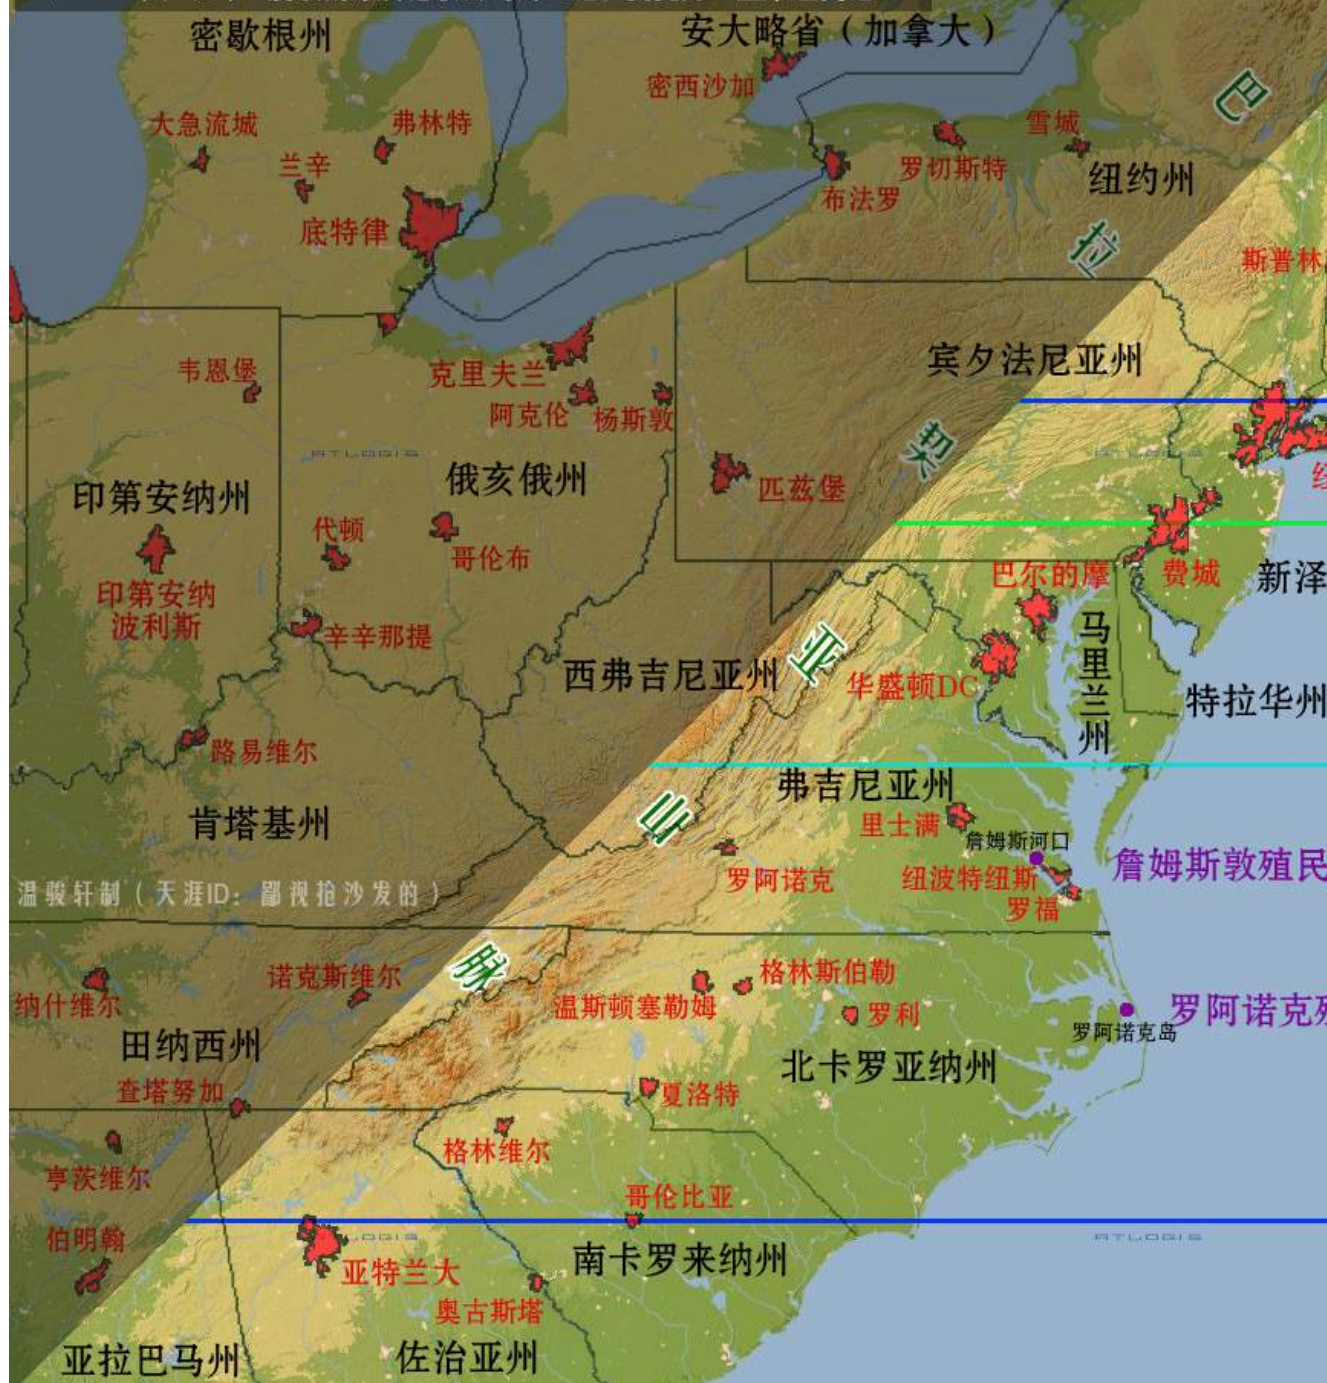 密歇根州
安大略省（加拿大）
密西沙加
巴
大急流城
弗林特
雪城
兰辛
罗切斯特
纽约州
布法罗
底特律
拉
斯普林
宾夕法尼亚州
韦恩堡
克里夫兰
阿克伦
杨斯敦
契
ATLOGIS
ATLOGIS
俄亥俄州
印第安纳州
匹兹堡
代顿
哥伦布
巴尔的摩
费城
新泽
印第安纳
波利斯
辛辛那提
亚
马里兰州
西弗吉尼亚州
华盛顿DC
特拉华州
路易维尔
弗吉尼亚州
肯塔基州
山
里士满
詹姆斯河口
詹姆斯敦殖民
罗阿诺克
纽波特纽斯
温骏轩制（天涯ID：鄙视抢沙发的）
罗福
脉
诺克斯维尔
格林斯伯勒
纳什维尔
温斯顿塞勒姆
罗利
罗阿诺克
罗阿诺克岛
田纳西州
北卡罗亚纳州
查塔努加
夏洛特
格林维尔
亨茨维尔
哥伦比亚
伯明翰
ATLOGIS
ATLOGIS
南卡罗来纳州
亚特兰大
奥古斯塔
亚拉巴马州
佐治亚州